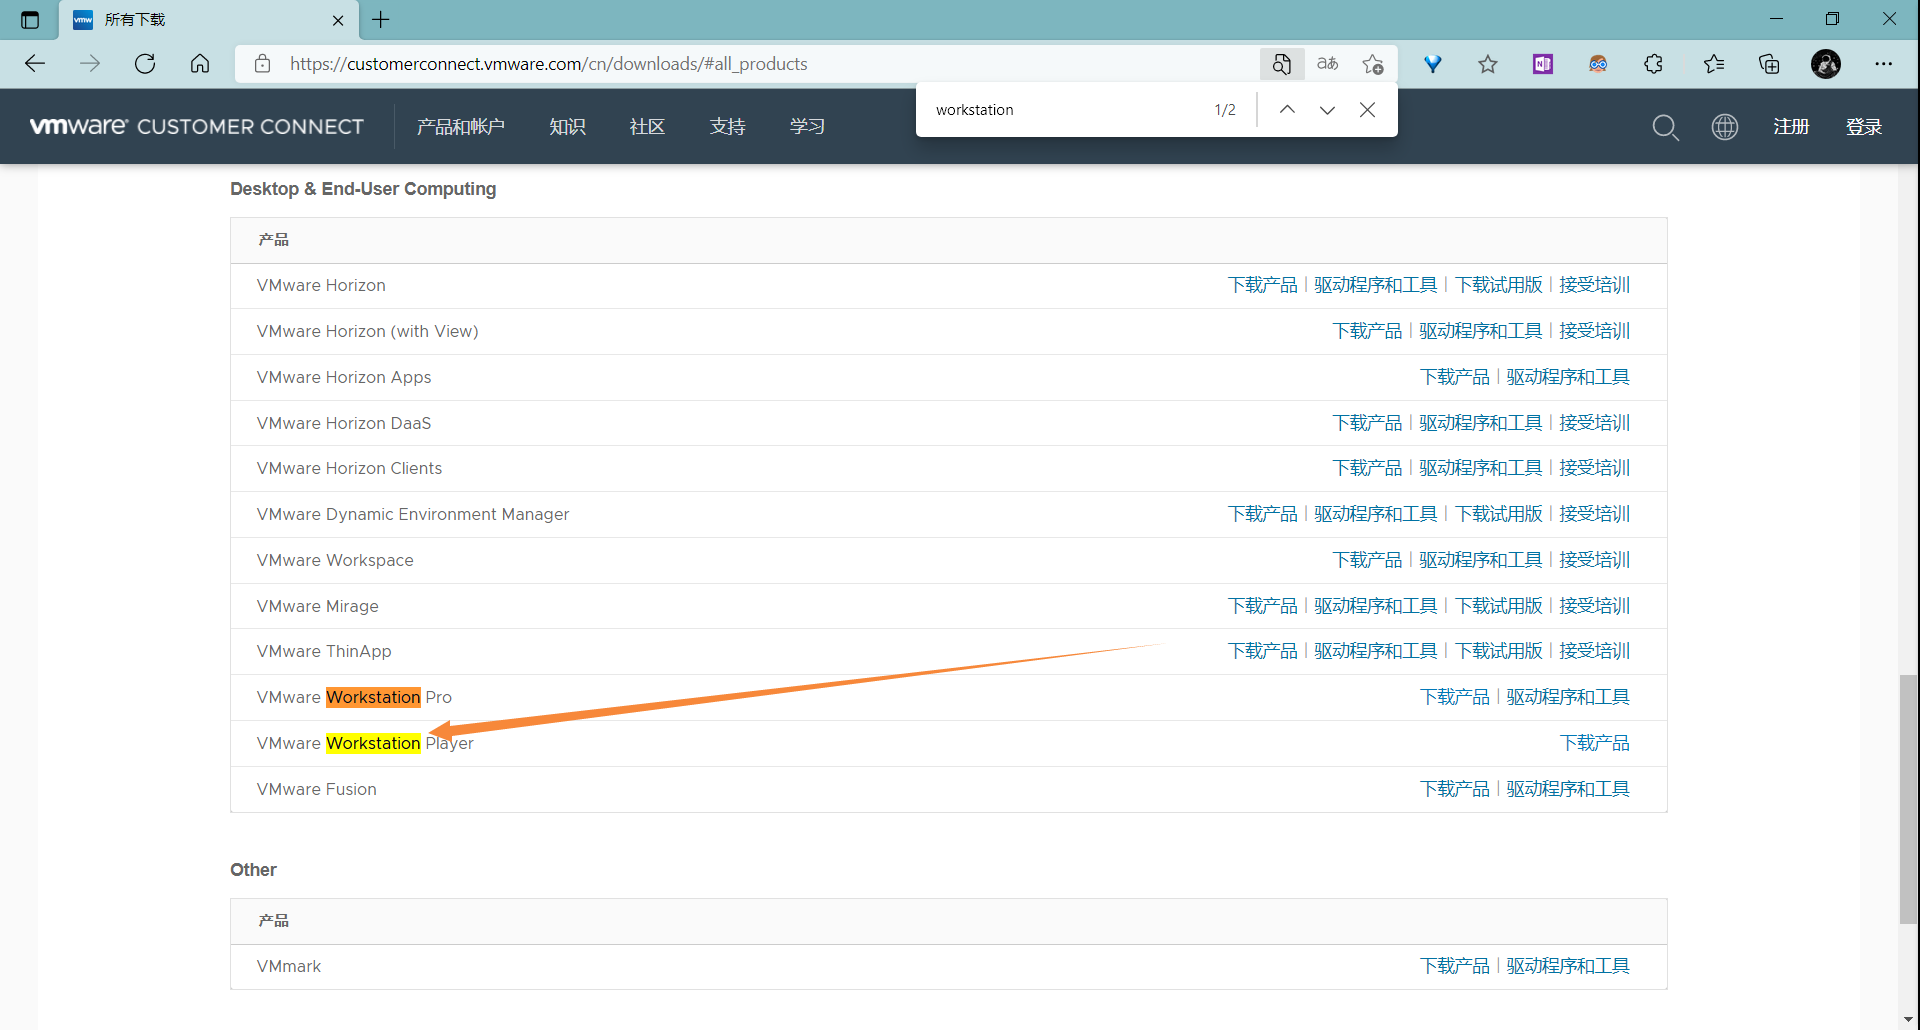 vmw 所有下载
https://customerconnect.vmware.com/cn/downloads/#all_products aあ
workstation 1/2
vmware® CUSTOMER CONNECT 产品和帐户 知识 社区 支持 学习 注册 登录
Desktop & End-User Computing
产品
VMware Horizon 下载产品 | 驱动程序和工具 | 下载试用版 | 接受培训
VMware Horizon (with View) 下载产品 | 驱动程序和工具 | 接受培训
VMware Horizon Apps 下载产品 | 驱动程序和工具
VMware Horizon DaaS 下载产品 | 驱动程序和工具 | 接受培训
VMware Horizon Clients 下载产品 | 驱动程序和工具 | 接受培训
VMware Dynamic Environment Manager 下载产品 | 驱动程序和工具 | 下载试用版 | 接受培训
VMware Workspace 下载产品 | 驱动程序和工具 | 接受培训
VMware Mirage 下载产品 | 驱动程序和工具 | 下载试用版 | 接受培训
VMware ThinApp 下载产品 | 驱动程序和工具 | 下载试用版 | 接受培训
VMware Workstation Pro 下载产品 | 驱动程序和工具
VMware Workstation Player 下载产品
VMware Fusion 下载产品 | 驱动程序和工具
Other
产品
VMmark 下载产品 | 驱动程序和工具